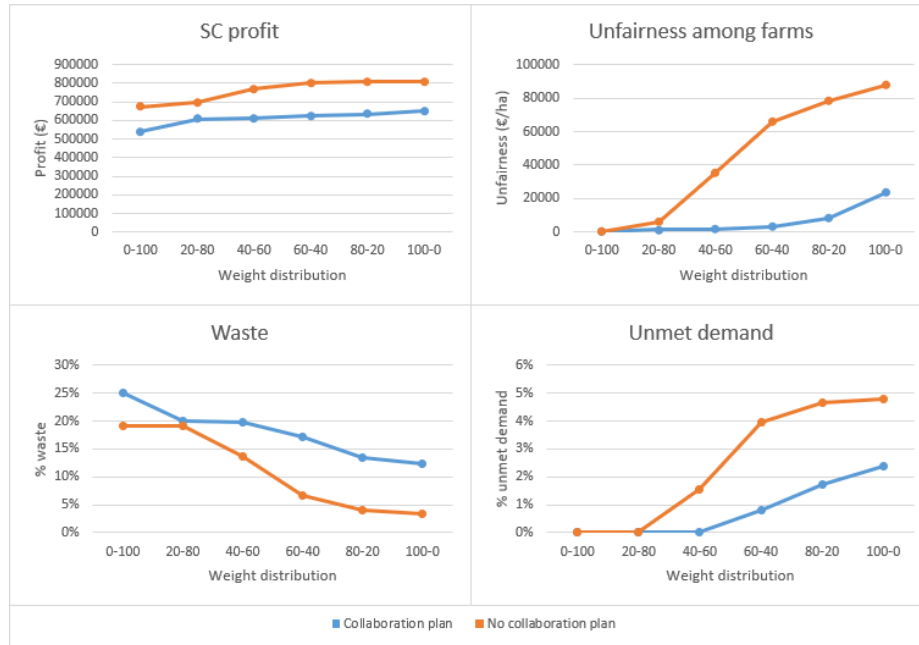 SC profit
Profit (€)
900000
800000
700000
600000
500000
400000
300000
200000
100000
0
0-100 20-80 40-60 60-40 80-20 100-0
Weight distribution
Unfairness among farms
Unfairness (€/ha)
100000
80000
60000
40000
20000
0
0-100 20-80 40-60 60-40 80-20 100-0
Weight distribution
Waste
% waste
30%
25%
20%
15%
10%
5%
0%
0-100 20-80 40-60 60-40 80-20 100-0
Weight distribution
Unmet demand
% unmet demand
6%
5%
4%
3%
2%
1%
0%
0-100 20-80 40-60 60-40 80-20 100-0
Weight distribution
Collaboration plan No collaboration plan